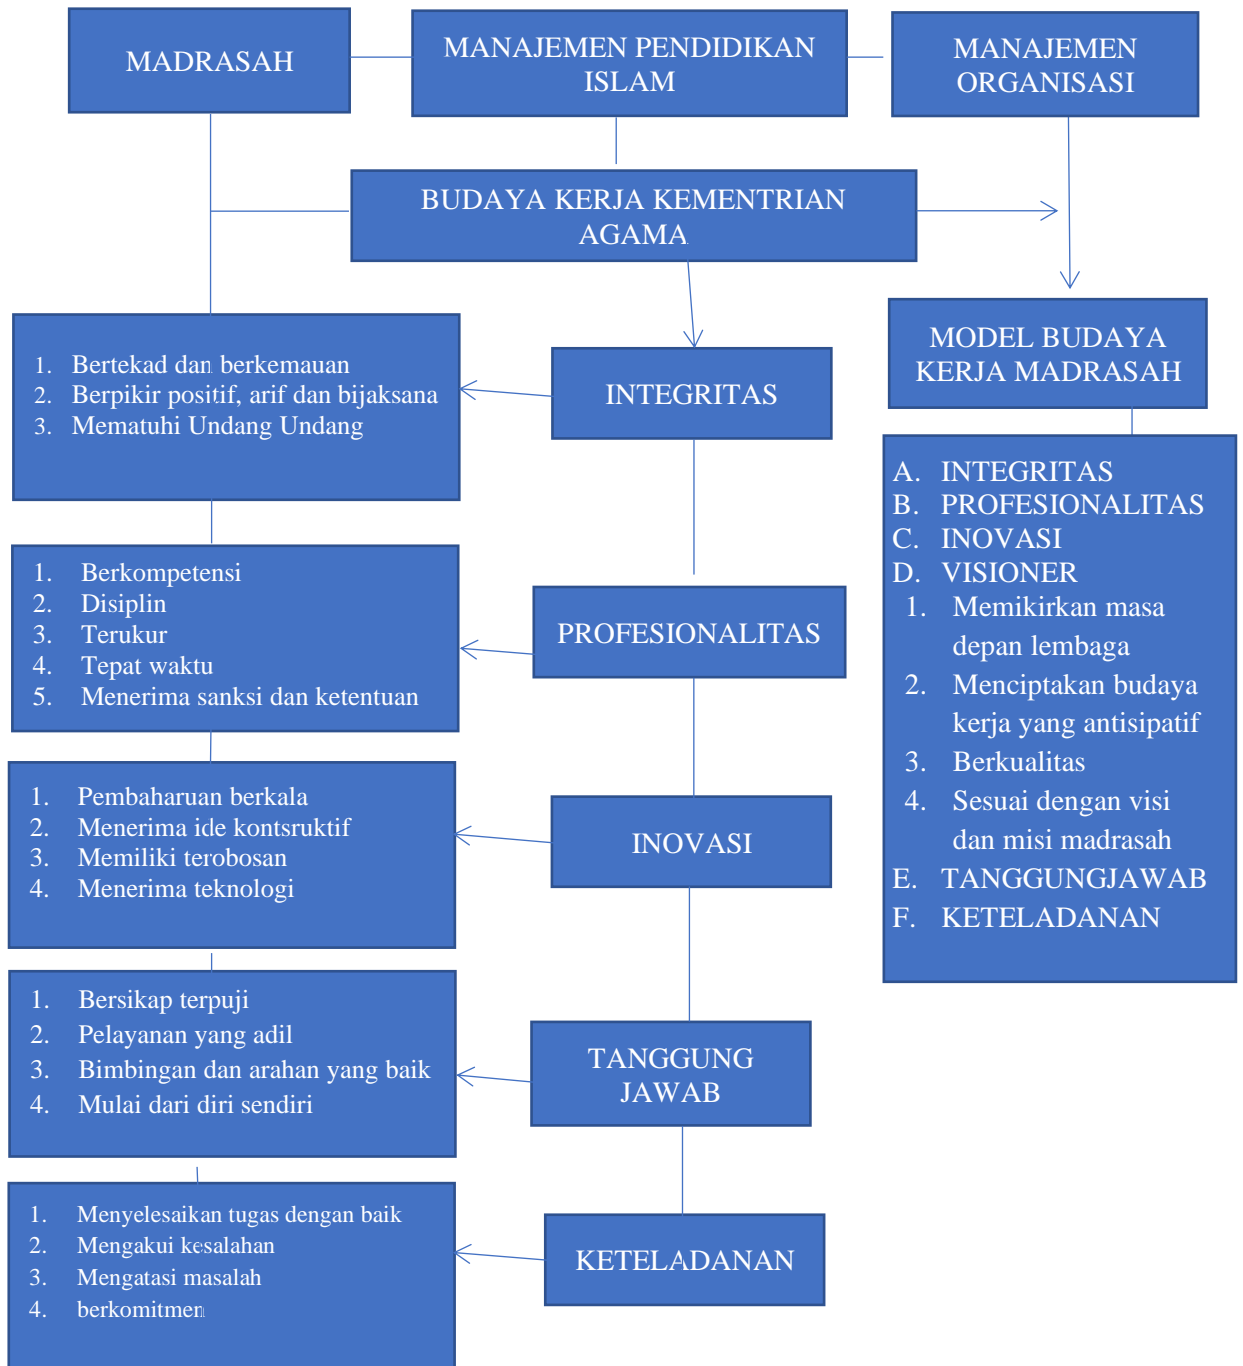 MADRASAH
MANAJEMEN PENDIDIKAN
ISLAM
MANAJEMEN
ORGANISASI
BUDAYA KERJA KEMENTRIAN
AGAMA
MODEL BUDAYA
KERJA MADRASAH
1. Bertekad dan berkemauan
2. Berpikir positif, arif dan bijaksana
3. Mematuhi Undang Undang
INTEGRITAS
1. Berkompetensi
2. Disiplin
3. Terukur
4. Tepat waktu
5. Menerima sanksi dan ketentuan
PROFESIONALITAS
1. Pembaharuan berkala
2. Menerima ide kontsruktif
3. Memiliki terobosan
4. Menerima teknologi
INOVASI
1. Bersikap terpuji
2. Pelayanan yang adil
3. Bimbingan dan arahan yang baik
4. Mulai dari diri sendiri
TANGGUNG
JAWAB
1. Menyelesaikan tugas dengan baik
2. Mengakui kesalahan
3. Mengatasi masalah
4. berkomitmen
KETELADANAN
A. INTEGRITAS
B. PROFESIONALITAS
C. INOVASI
D. VISIONER
1. Memikirkan masa
depan lembaga
2. Menciptakan budaya
kerja yang antisipatif
3. Berkualitas
4. Sesuai dengan visi
dan misi madrasah
E. TANGGUNGJAWAB
F. KETELADANAN